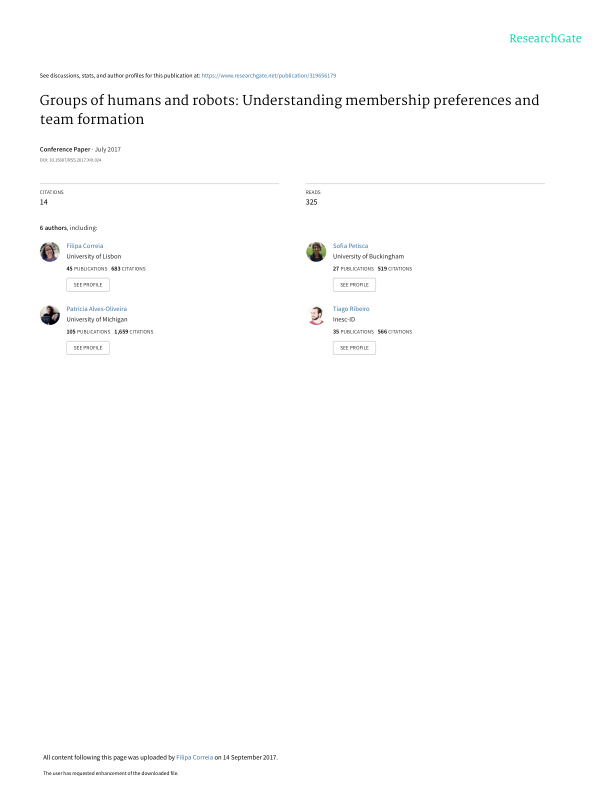 ResearchGate
See discussions, stats, and author profiles for this publication at: https://www.researchgate.net/publication/319656179
Groups of humans and robots: Understanding membership preferences and
team formation
Conference Paper · July 2017
DOI: 10.15607/RSS.2017.XIII.024
CITATIONS
14
READS
325
6 authors, including:
Filipa Correia
University of Lisbon
45 PUBLICATIONS 683 CITATIONS
SEE PROFILE
Sofia Petisca
University of Buckingham
27 PUBLICATIONS 519 CITATIONS
SEE PROFILE
Patricia Alves-Oliveira
University of Michigan
105 PUBLICATIONS 1,659 CITATIONS
SEE PROFILE
Tiago Ribeiro
Inesc-ID
35 PUBLICATIONS 566 CITATIONS
SEE PROFILE
All content following this page was uploaded by Filipa Correia on 14 September 2017.
The user has requested enhancement of the downloaded file.